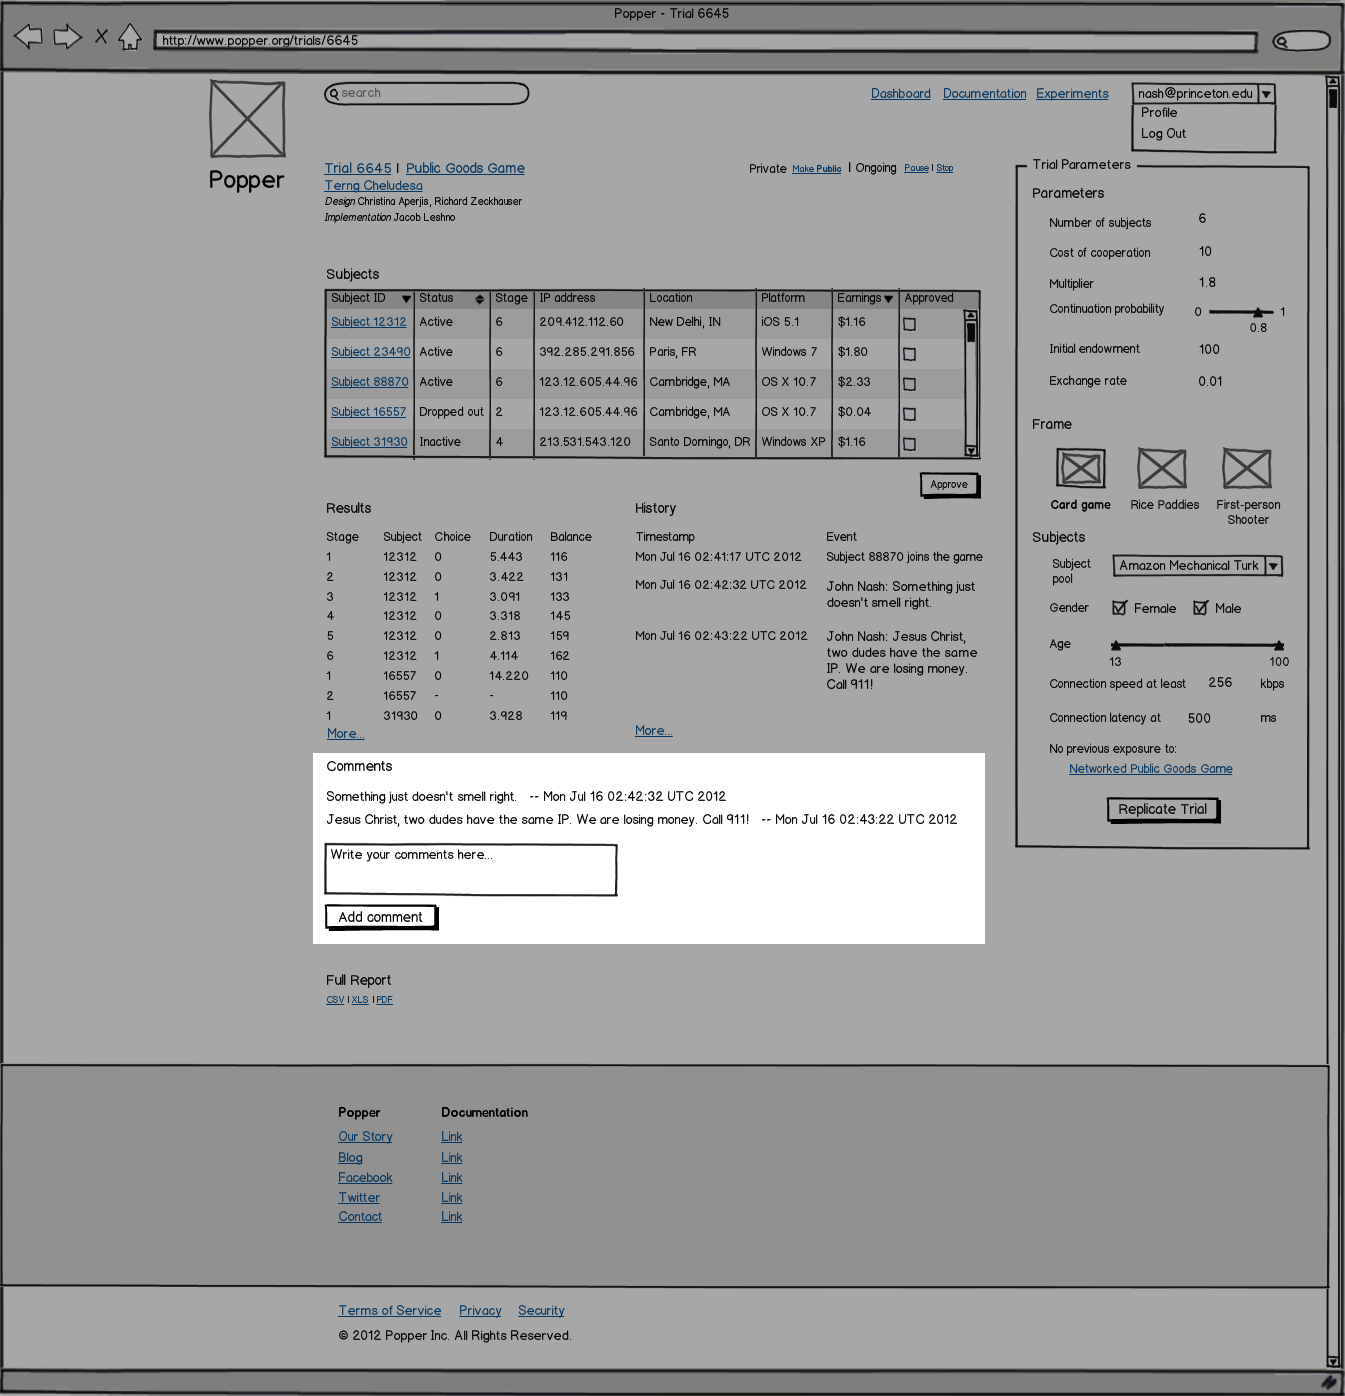 Popper - Trial 6645
http://www.popper.org/trials/6645
search
Dashboard Documentation Experiments
nash@princeton.edu
Profile
Log Out
Popper
Trial 6645 | Public Goods Game
Terng Cheludesa
Design Christina Aperjis, Richard Zeckhauser
Implementation Jacob Leshno
Private Make Public | Ongoing Pause | Stop
Subjects
Subject ID Status Stage IP address Location Platform Earnings Approved
Subject 12312 Active 6 209.412.112.60 New Delhi, IN iOS 5.1 $1.16
Subject 23490 Active 6 392.285.291.856 Paris, FR Windows 7 $1.80
Subject 88870 Active 6 123.12.605.44.96 Cambridge, MA OS X 10.7 $2.33
Subject 16557 Dropped out 2 123.12.605.44.96 Cambridge, MA OS X 10.7 $0.04
Subject 31930 Inactive 4 213.531.543.120 Santo Domingo, DR Windows XP $1.16
Approve
Results
Stage Subject Choice Duration Balance
1 12312 0 5.443 116
2 12312 0 3.422 131
3 12312 1 3.091 133
4 12312 0 3.318 145
5 12312 0 2.813 159
6 12312 1 4.114 162
1 16557 0 14.220 110
2 16557 - - 110
1 31930 0 3.928 119
More...
History
Timestamp Event
Mon Jul 16 02:41:17 UTC 2012 Subject 88870 joins the game
Mon Jul 16 02:42:32 UTC 2012 John Nash: Something just
doesn't smell right.
Mon Jul 16 02:43:22 UTC 2012 John Nash: Jesus Christ,
two dudes have the same
IP. We are losing money.
Call 911!
More...
Comments
Something just doesn't smell right. -- Mon Jul 16 02:42:32 UTC 2012
Jesus Christ, two dudes have the same IP. We are losing money. Call 911! -- Mon Jul 16 02:43:22 UTC 2012
Write your comments here...
Add comment
Full Report
CSV | XLS | PDF
Trial Parameters
Parameters
Number of subjects 6
Cost of cooperation 10
Multiplier 1.8
Continuation probability 0 1
0.8
Initial endowment 100
Exchange rate 0.01
Frame
Card game Rice Paddies First-person
Shooter
Subjects
Subject
pool
Amazon Mechanical Turk
Gender Female Male
Age
13 100
Connection speed at least 256 kbps
Connection latency at 500 ms
No previous exposure to:
Networked Public Goods Game
Replicate Trial
Popper Documentation
Our Story Link
Blog Link
Facebook Link
Twitter Link
Contact Link
Terms of Service Privacy Security
© 2012 Popper Inc. All Rights Reserved.